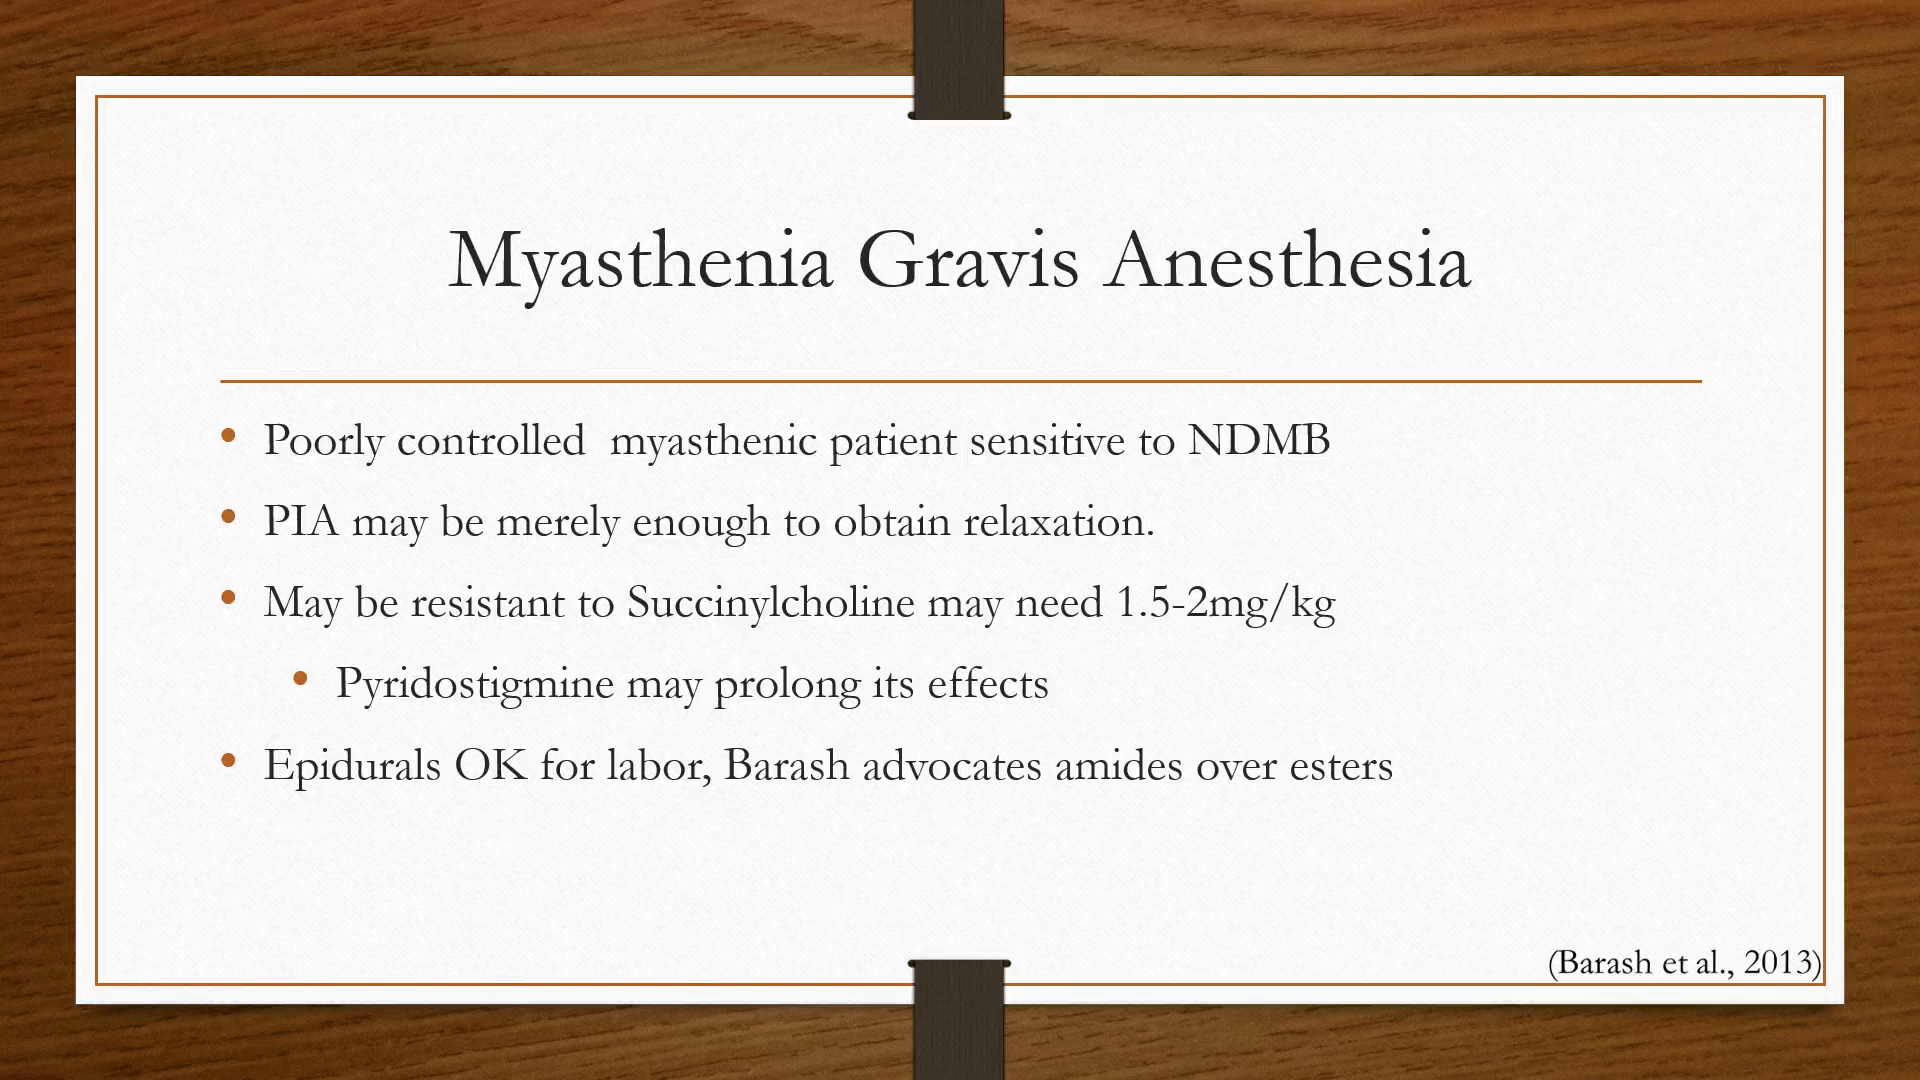 Myasthenia Gravis Anesthesia
• Poorly controlled  myasthenic patient sensitive to NDMB
• PIA may be merely enough to obtain relaxation.
• May be resistant to Succinylcholine may need 1.5-2mg/kg
• Pyridostigmine may prolong its effects
• Epidurals OK for labor, Barash advocates amides over esters
(Barash et al., 2013)